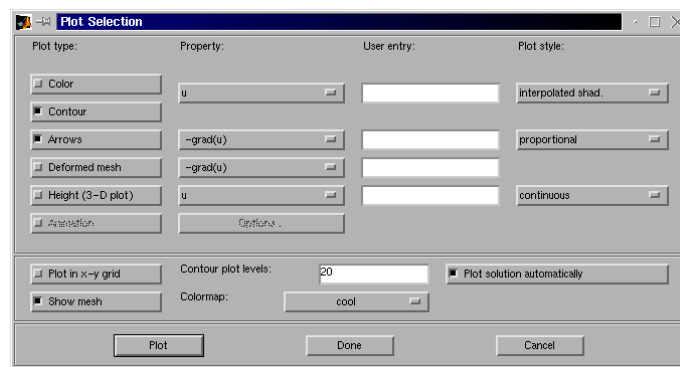 Plot Selection
Plot type: Property: User entry: Plot style:
Color
u interpolated shad.
Contour
Arrows -grad(u) proportional
Deformed mesh -grad(u)
Height (3-D plot) u continuous
Animation Options .
Plot in x-y grid Contour plot levels: 20 Plot solution automatically
Show mesh Colormap: cool
Plot Done Cancel